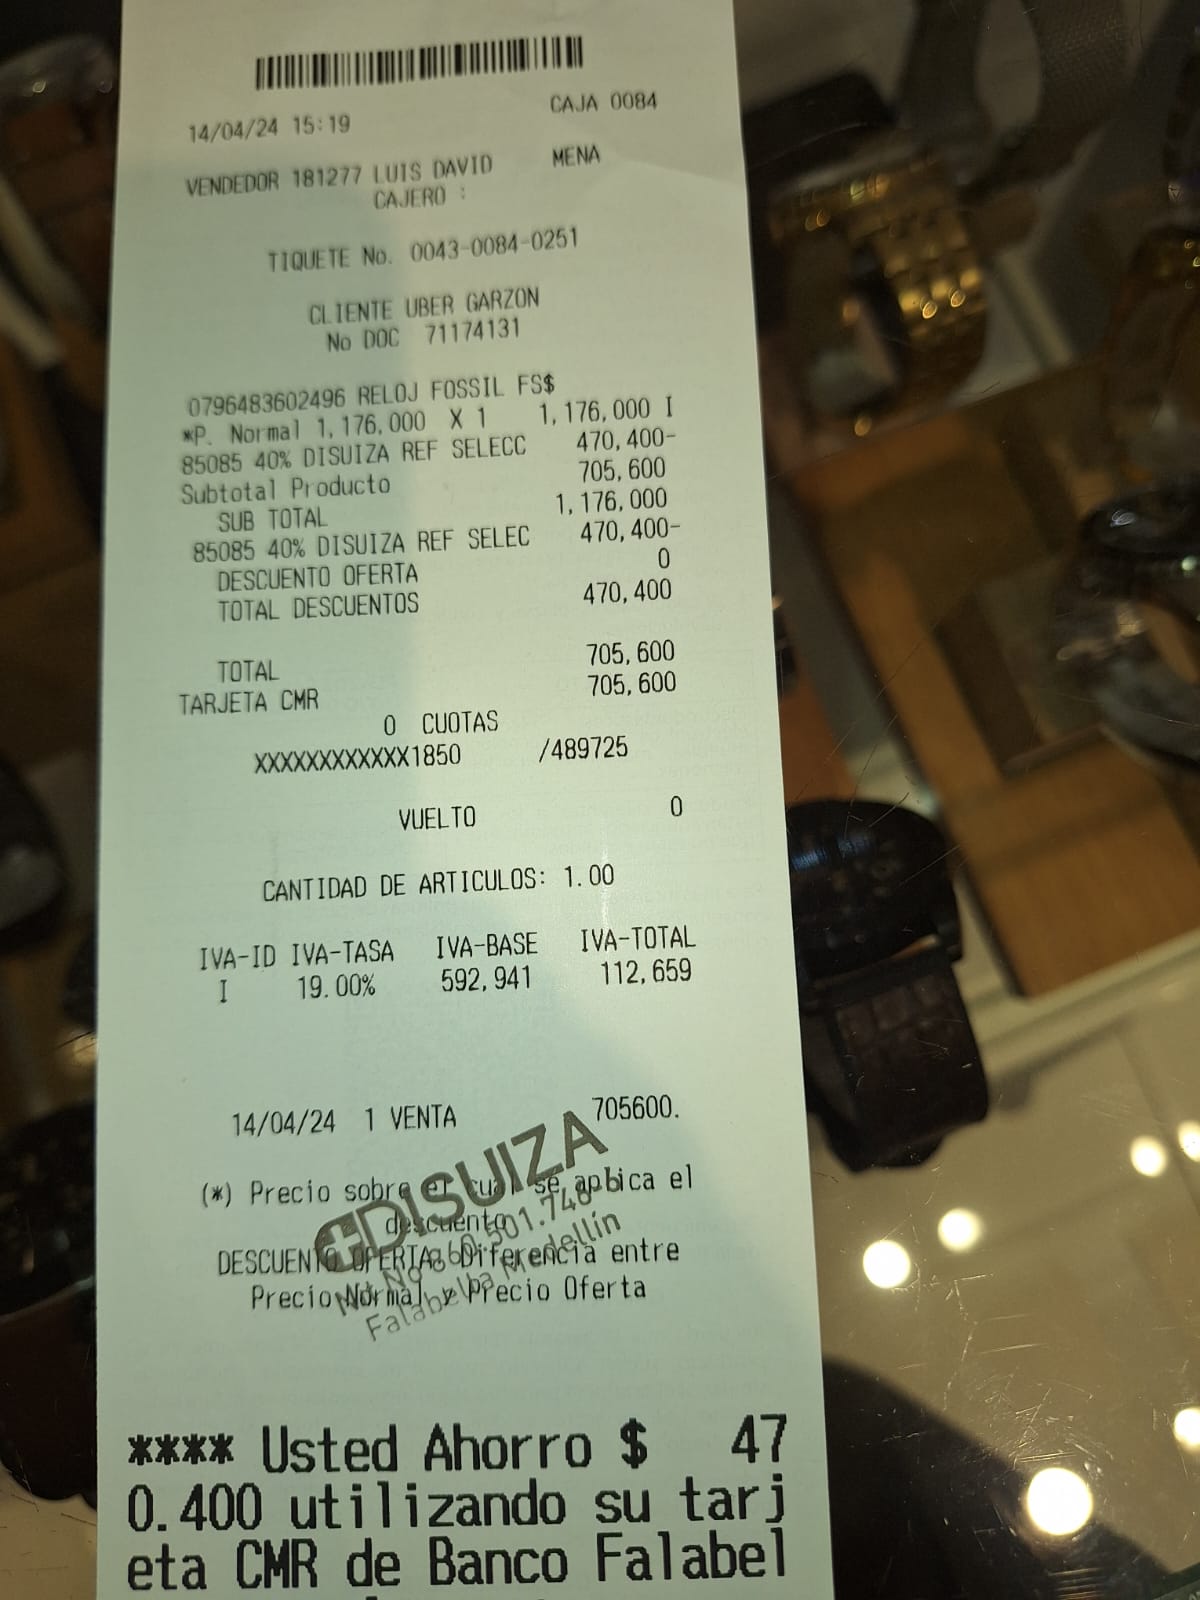 14/04/24 15:19 CAJA 0084
VENDEDOR 181277 LUIS DAVID MENA
CAJERO :
TIQUETE No. 0043-0084-0251
CLIENTE UBER GARZON
No DOC 71174131
0796483602496 RELOJ FOSSIL FS$
*P. Normal 1,176,000 X 1 1,176,000 I
85085 40% DISUIZA REF SELECC 470,400-
Subtotal Producto 705,600
SUB TOTAL 1,176,000
85085 40% DISUIZA REF SELEC 470,400-
DESCUENTO OFERTA 0
TOTAL DESCUENTOS 470,400
TOTAL 705,600
TARJETA CMR 705,600
0 CUOTAS
XXXXXXXXXXXX1850 /489725
VUELTO 0
CANTIDAD DE ARTICULOS: 1.00
IVA-ID IVA-TASA IVA-BASE IVA-TOTAL
I 19.00% 592,941 112,659
14/04/24 1 VENTA 705600.
(*) Precio sobre el cual se aplica el
descuento
DESCUENTO OFERTA: Diferencia entre
Precio Normal y Precio Oferta
DISUIZA
Falabella Medellín
**** Usted Ahorro $ 47
0.400 utilizando su tarj
eta CMR de Banco Falabel